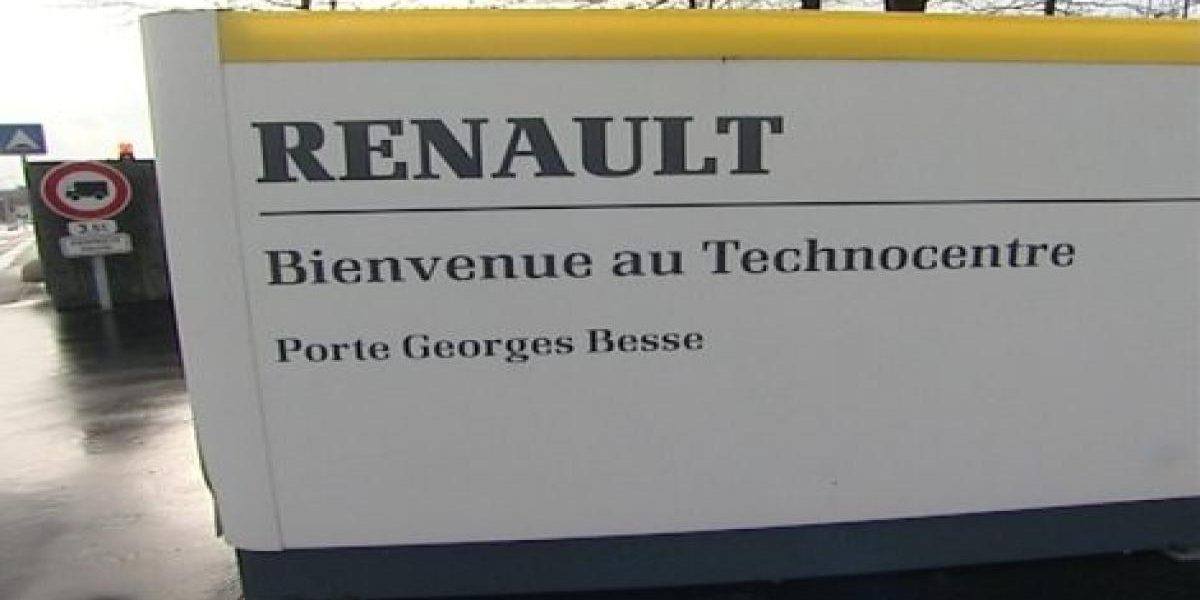 RENAULT
Bienvenue au Technocentre
Porte Georges Besse